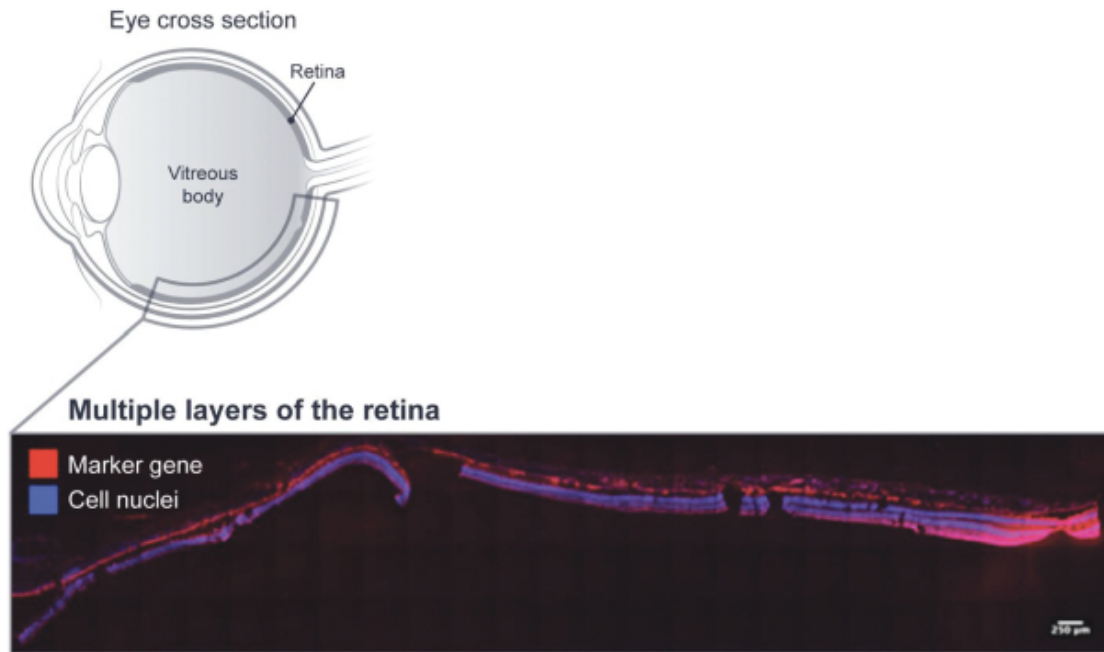 Eye cross section
Retina
Vitreous
body
Multiple layers of the retina
Marker gene
Cell nuclei
250 µm